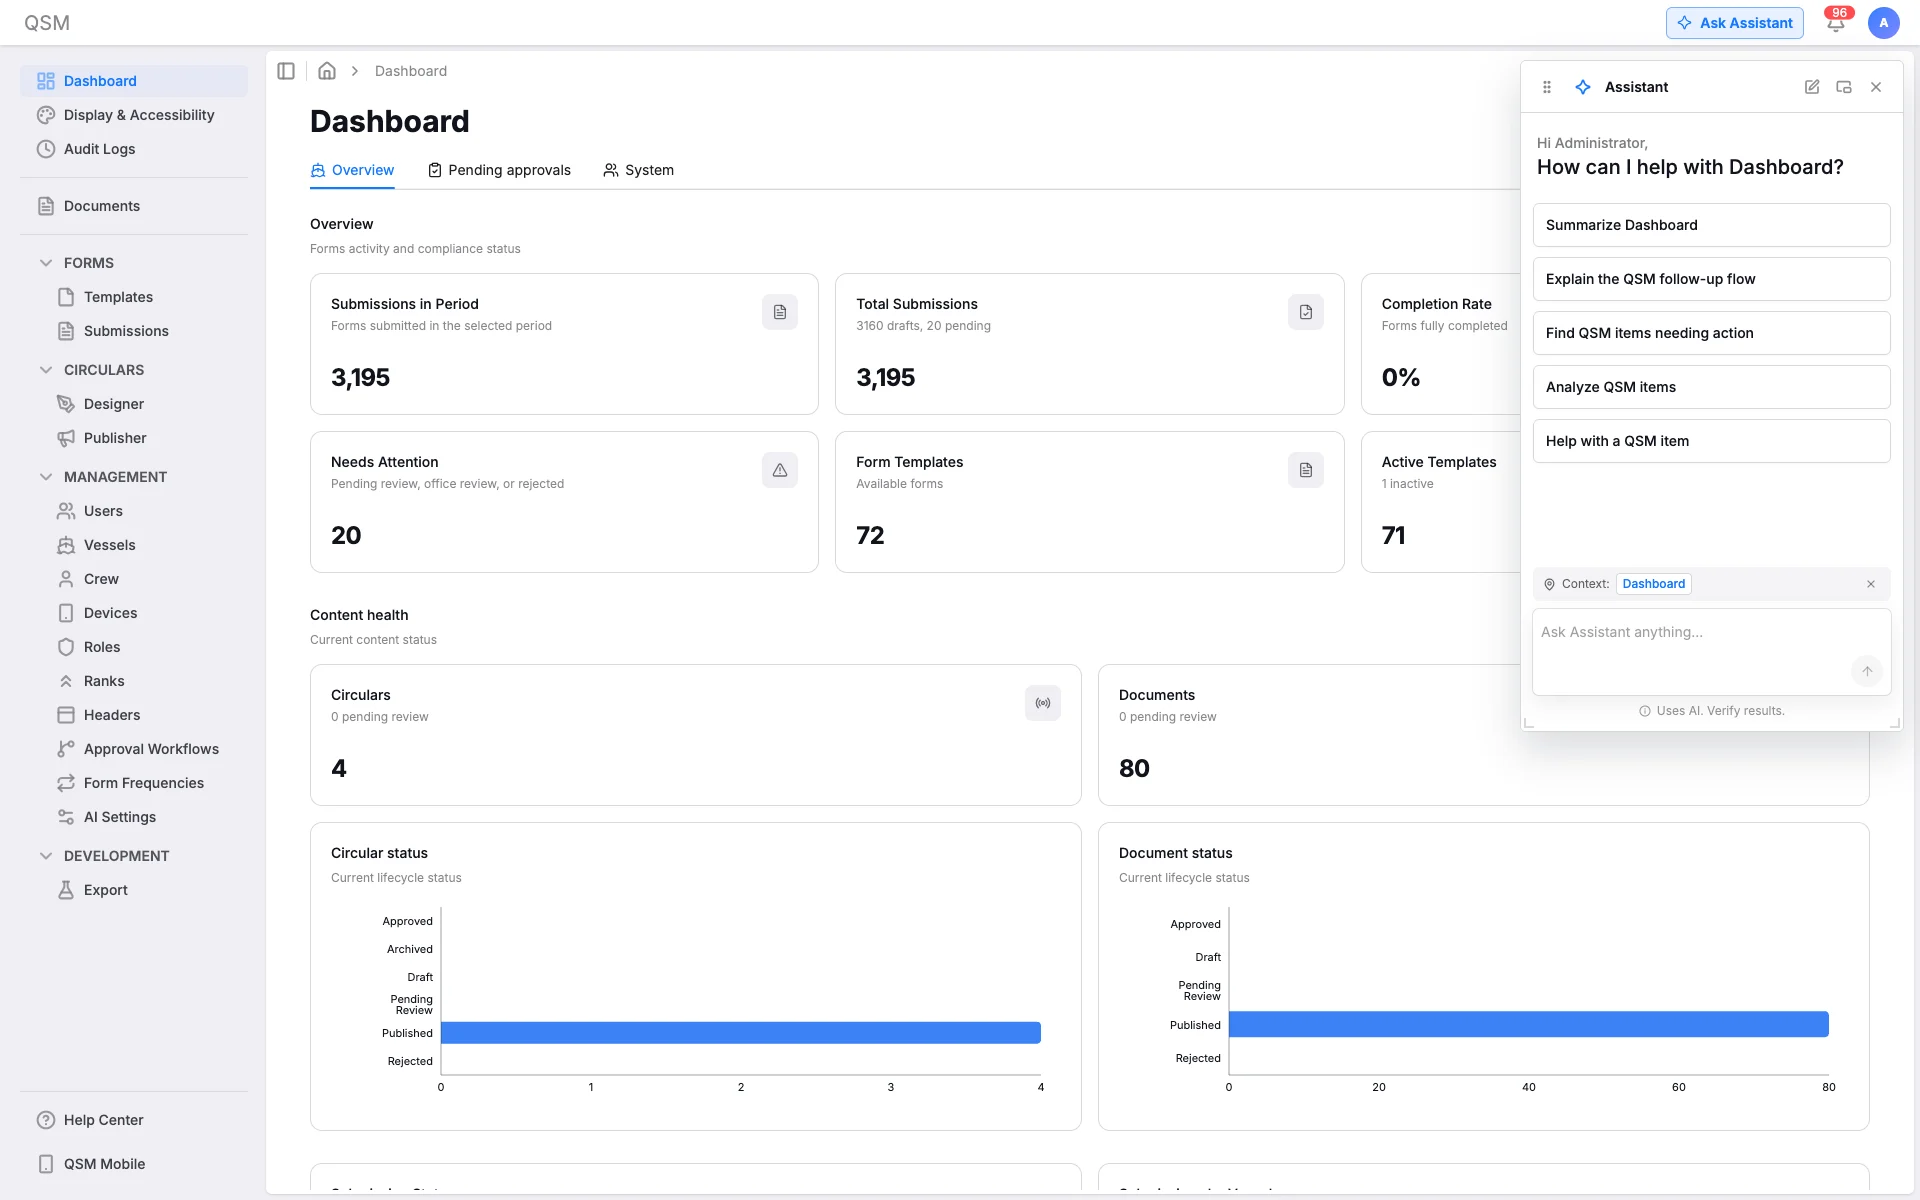 QSM
Ask Assistant
96
A
Dashboard
Display & Accessibility
Audit Logs
Documents
FORMS
Templates
Submissions
CIRCULARS
Designer
Publisher
MANAGEMENT
Users
Vessels
Crew
Devices
Roles
Ranks
Headers
Approval Workflows
Form Frequencies
AI Settings
DEVELOPMENT
Export
Help Center
QSM Mobile
Dashboard
Dashboard
Overview
Pending approvals
System
Overview
Forms activity and compliance status
Submissions in Period
Forms submitted in the selected period
3,195
Total Submissions
3160 drafts, 20 pending
3,195
Completion Rate
Forms fully completed
0%
Needs Attention
Pending review, office review, or rejected
20
Form Templates
Available forms
72
Active Templates
1 inactive
71
Content health
Current content status
Circulars
0 pending review
4
Documents
0 pending review
80
Circular status
Current lifecycle status
Approved
Archived
Draft
Pending
Review
Published
Rejected
0 1 2 3 4
Document status
Current lifecycle status
Approved
Draft
Pending
Review
Published
Rejected
0 20 40 60 80
Assistant
Hi Administrator,
How can I help with Dashboard?
Summarize Dashboard
Explain the QSM follow-up flow
Find QSM items needing action
Analyze QSM items
Help with a QSM item
Context: Dashboard
Ask Assistant anything...
Uses AI. Verify results.